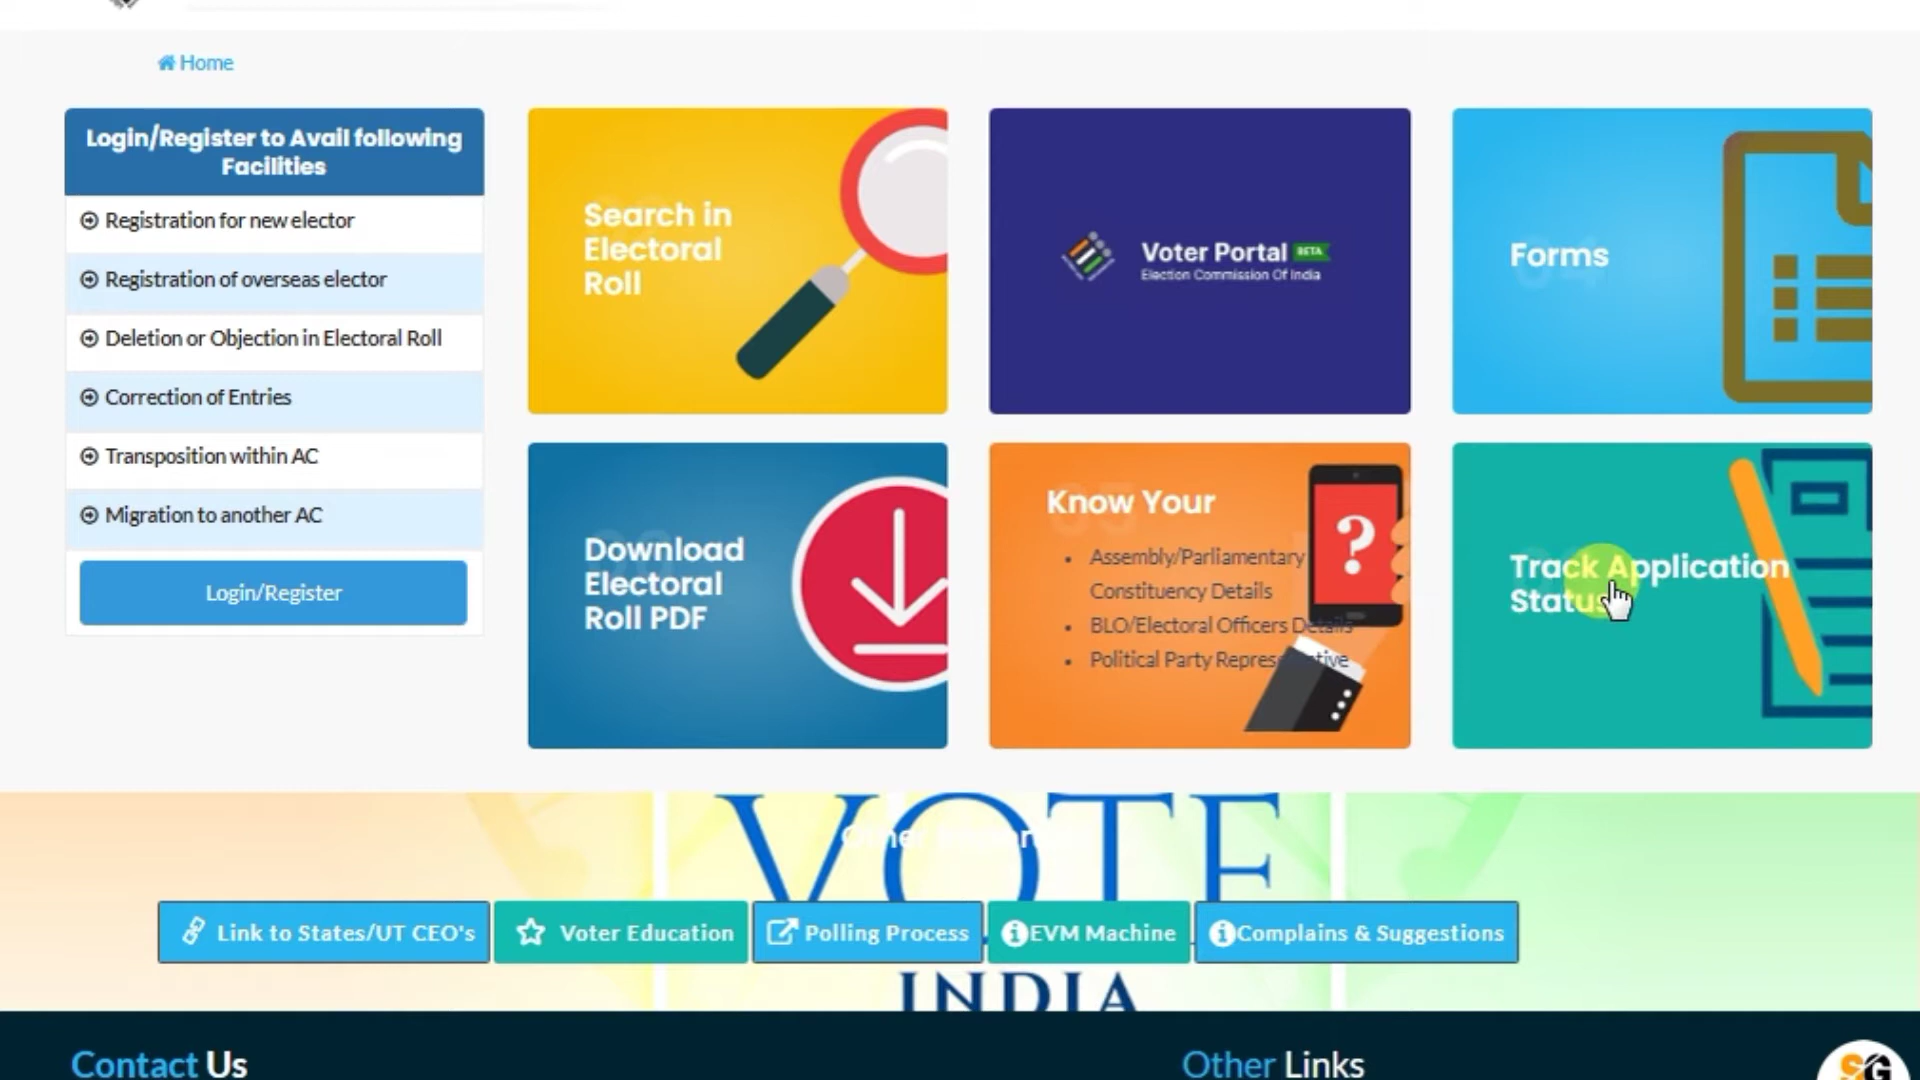 Home
Login/Register to Avail following
Facilities
Registration for new elector
Registration of overseas elector
Deletion or Objection in Electoral Roll
Correction of Entries
Transposition within AC
Migration to another AC
Login/Register
Search in
Electoral
Roll
Voter Portal BETA
Election Commission Of India
Forms
Download
Electoral
Roll PDF
Know Your
Assembly/Parliamentary
Constituency Details
BLO/Electoral Officers Details
Political Party
?
Track Application
Status
VOTE
Other
Link to States/UT CEO's
Voter Education
Polling Process
EVM Machine
Complains & Suggestions
INDIA
Contact Us
Other Links
SG